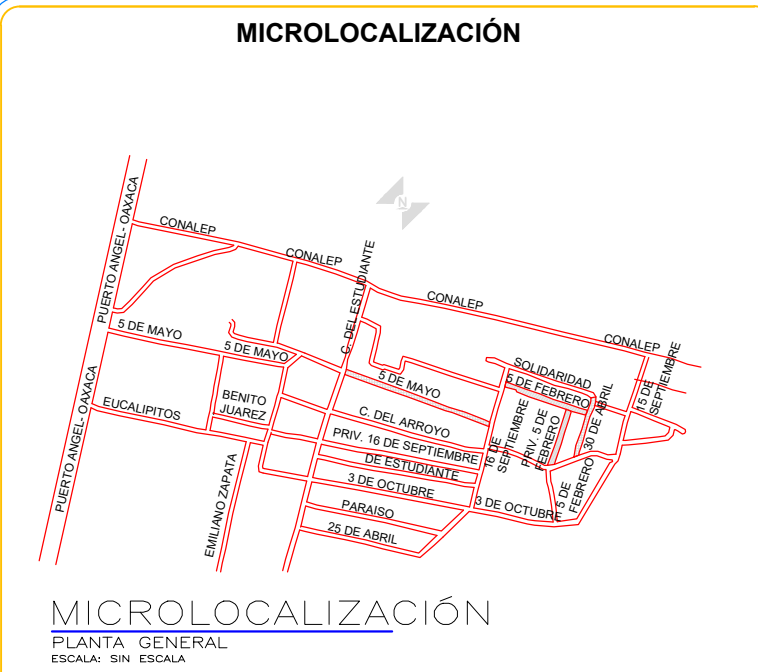 MICROLOCALIZACIÓN
N
PUERTO ANGEL- OAXACA
CONALEP
CONALEP
C. DEL ESTUDIANTE
CONALEP
CONALEP
5 DE MAYO
5 DE MAYO
5 DE MAYO
SOLIDARIDAD
5 DE FEBRERO
15 DE
SEPTIEMBRE
PUERTO ANGEL- OAXACA
EUCALIPITOS
BENITO
JUAREZ
C. DEL ARROYO
PRIV. 16 DE SEPTIEMBRE
DE ESTUDIANTE
16 DE
SEPTIEMBRE
PRIV. 5 DE
FEBRERO
30 DE ABRIL
EMILIANO ZAPATA
3 DE OCTUBRE
3 DE OCTUBRE
5 DE
FEBRERO
PARAISO
25 DE ABRIL
MICROLOCALIZACIÓN
PLANTA GENERAL
ESCALA: SIN ESCALA